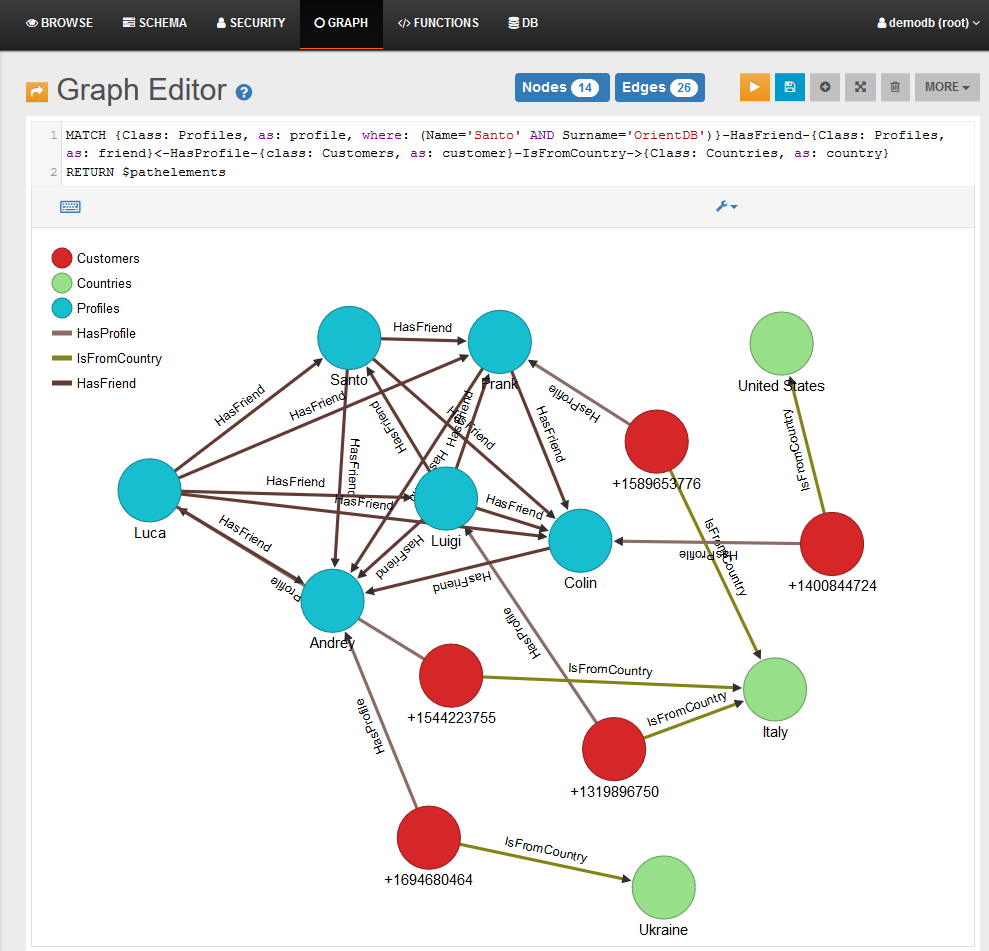 BROWSE SCHEMA SECURITY GRAPH FUNCTIONS DB demodb (root)
Graph Editor ? Nodes 14 Edges 26 MORE
1 MATCH {Class: Profiles, as: profile, where: (Name='Santo' AND Surname='OrientDB')}-HasFriend-{Class: Profiles,
as: friend}<-HasProfile-{class: Customers, as: customer}-IsFromCountry->{Class: Countries, as: country}
2 RETURN $pathelements
Customers
Countries
Profiles
HasProfile
IsFromCountry
HasFriend
HasFriend
Santo
Frank
United States
HasFriend
HasFriend
HasFriend
HasProfile
HasFriend
HasFriend
HasFriend
IsFromCountry
HasFriend
+1589653776
HasFriend
HasFriend
HasFriend
Luca
Luigi
HasFriend
HasFriend
IsFromCountry
HasProfile
Colin
+1400844724
HasFriend
Profile
Andrey
HasProfile
IsFromCountry
+1544223755
IsFromCountry
Italy
HasProfile
+1319896750
IsFromCountry
+1694680464
Ukraine